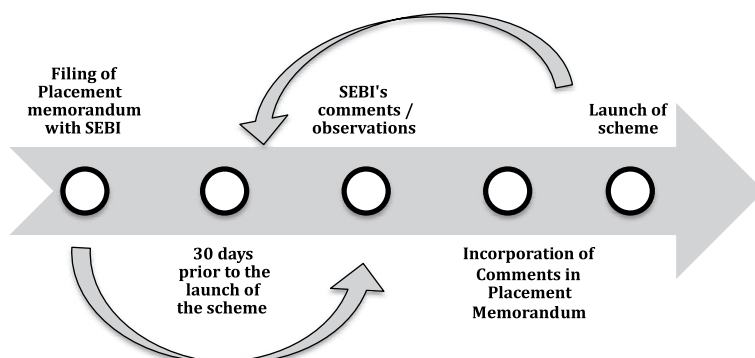 Filing of
Placement
memorandum
with SEBI
30 days
prior to the
launch of
the scheme
SEBI's
comments /
observations
Incorporation of
Comments in
Placement
Memorandum
Launch of
scheme